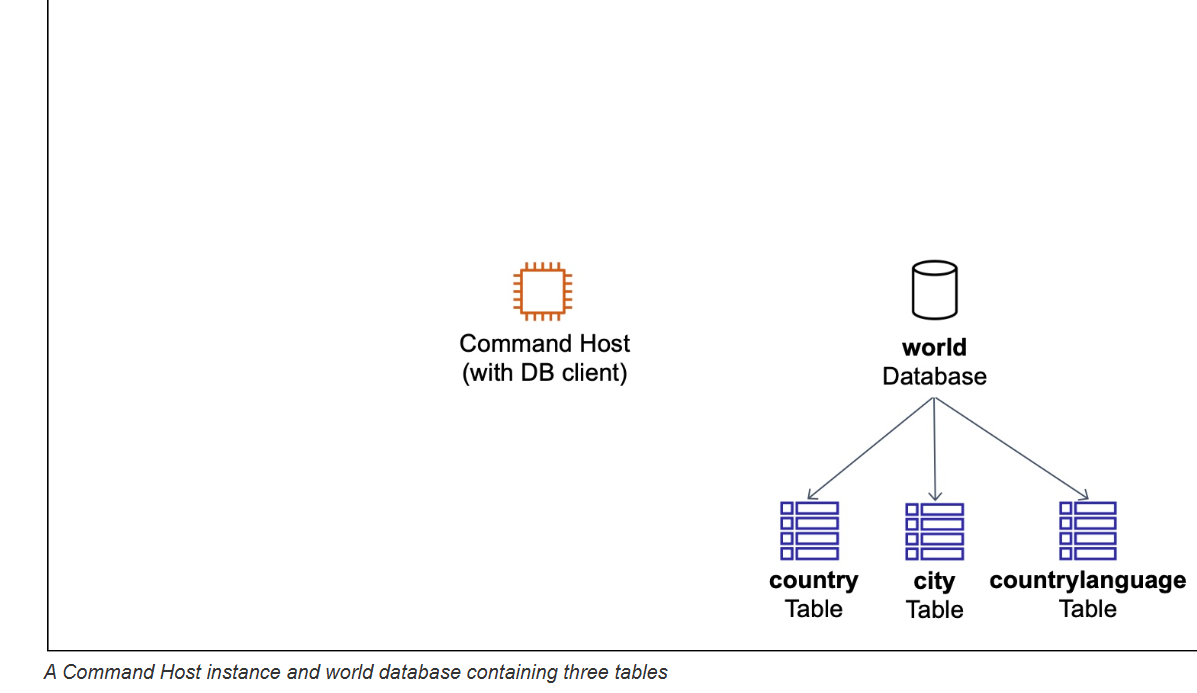 Command Host
(with DB client)
world
Database
country
Table
city
Table
countrylanguage
Table
A Command Host instance and world database containing three tables